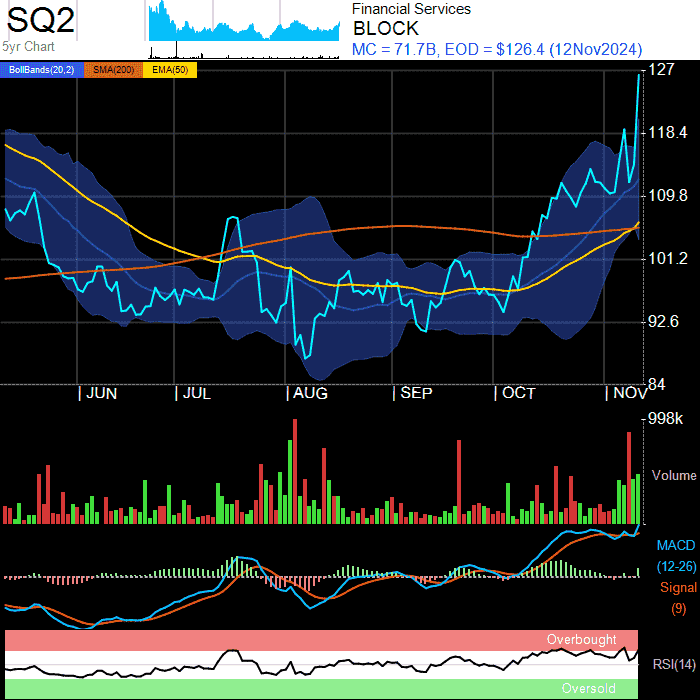 SQ2
5yr Chart
Financial Services
BLOCK
MC = 71.7B, EOD = $126.4 (12Nov2024)
BollBands(20,2) SMA(200) EMA(50)
127
118.4
109.8
101.2
92.6
84
| JUN | JUL | AUG | SEP | OCT | NOV
998k
Volume
MACD
(12-26)
Signal
(9)
Overbought
RSI(14)
Oversold